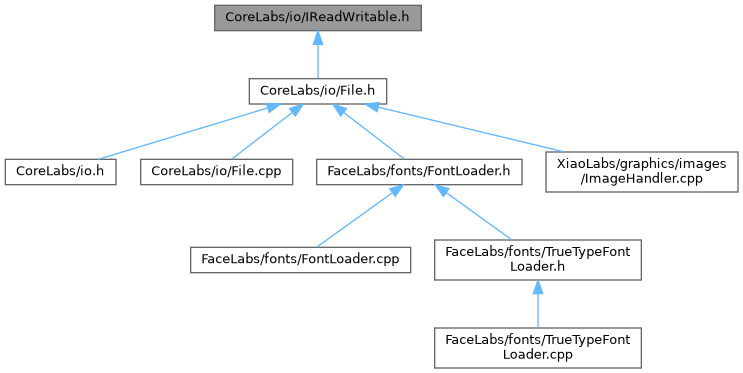 CoreLabs/io/IReadWritable.h
CoreLabs/io/File.h
CoreLabs/io.h
CoreLabs/io/File.cpp
FaceLabs/fonts/FontLoader.h
XiaoLabs/graphics/images
/ImageHandler.cpp
FaceLabs/fonts/FontLoader.cpp
FaceLabs/fonts/TrueTypeFont
Loader.h
FaceLabs/fonts/TrueTypeFont
Loader.cpp